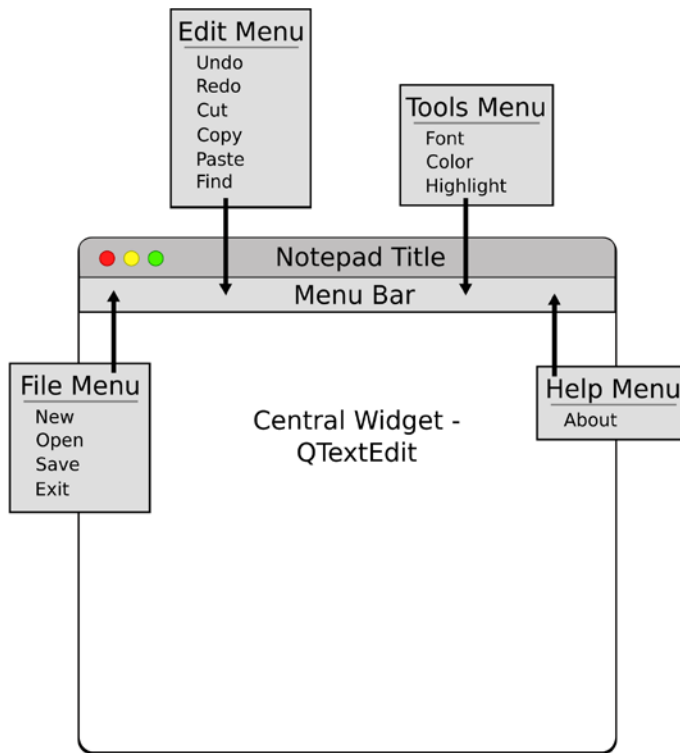 Edit Menu
Undo
Redo
Cut
Copy
Paste
Find
Tools Menu
Font
Color
Highlight
Notepad Title
Menu Bar
File Menu
New
Open
Save
Exit
Central Widget -
QTextEdit
Help Menu
About